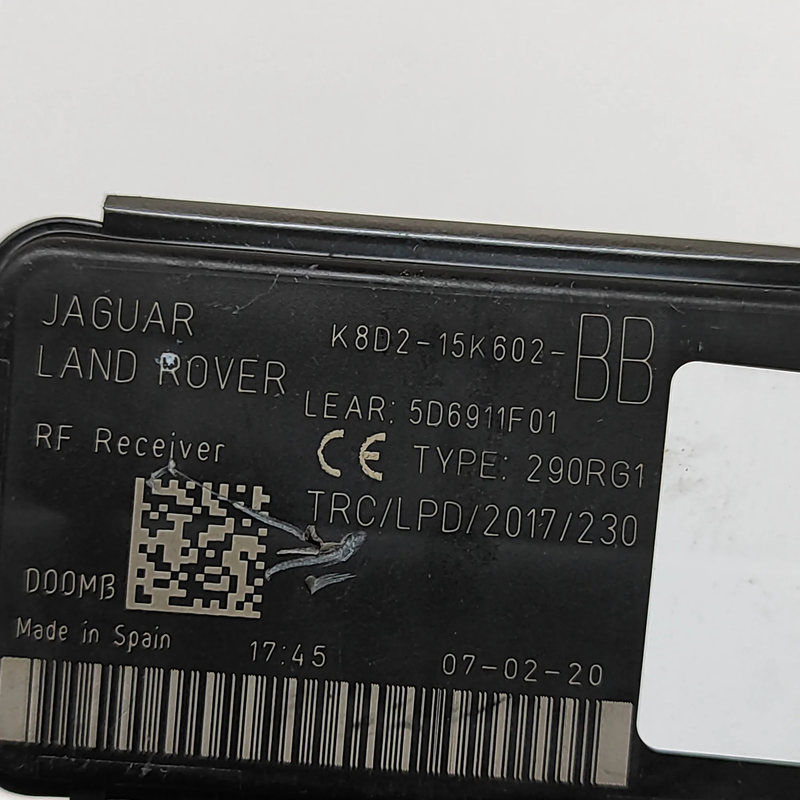 JAGUAR
LAND ROVER
K8D2-15K602-BB
LEAR: 5D6911F01
RF Receiver
CE TYPE: 290RG1
TRC/LPD/2017/230
D00MB
Made in Spain
17:45
07-02-20